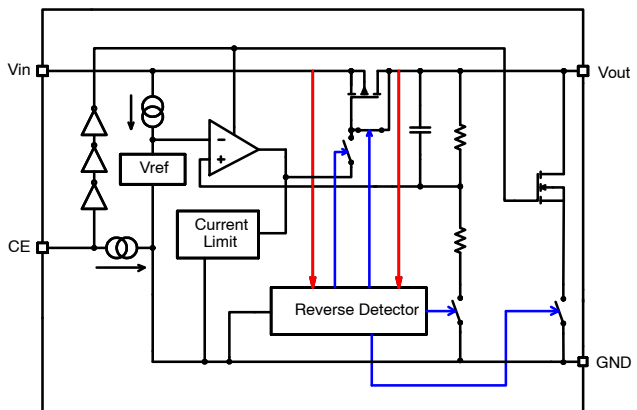 Vin
Vout
−
+
Vref
CE
Current
Limit
Reverse Detector
GND